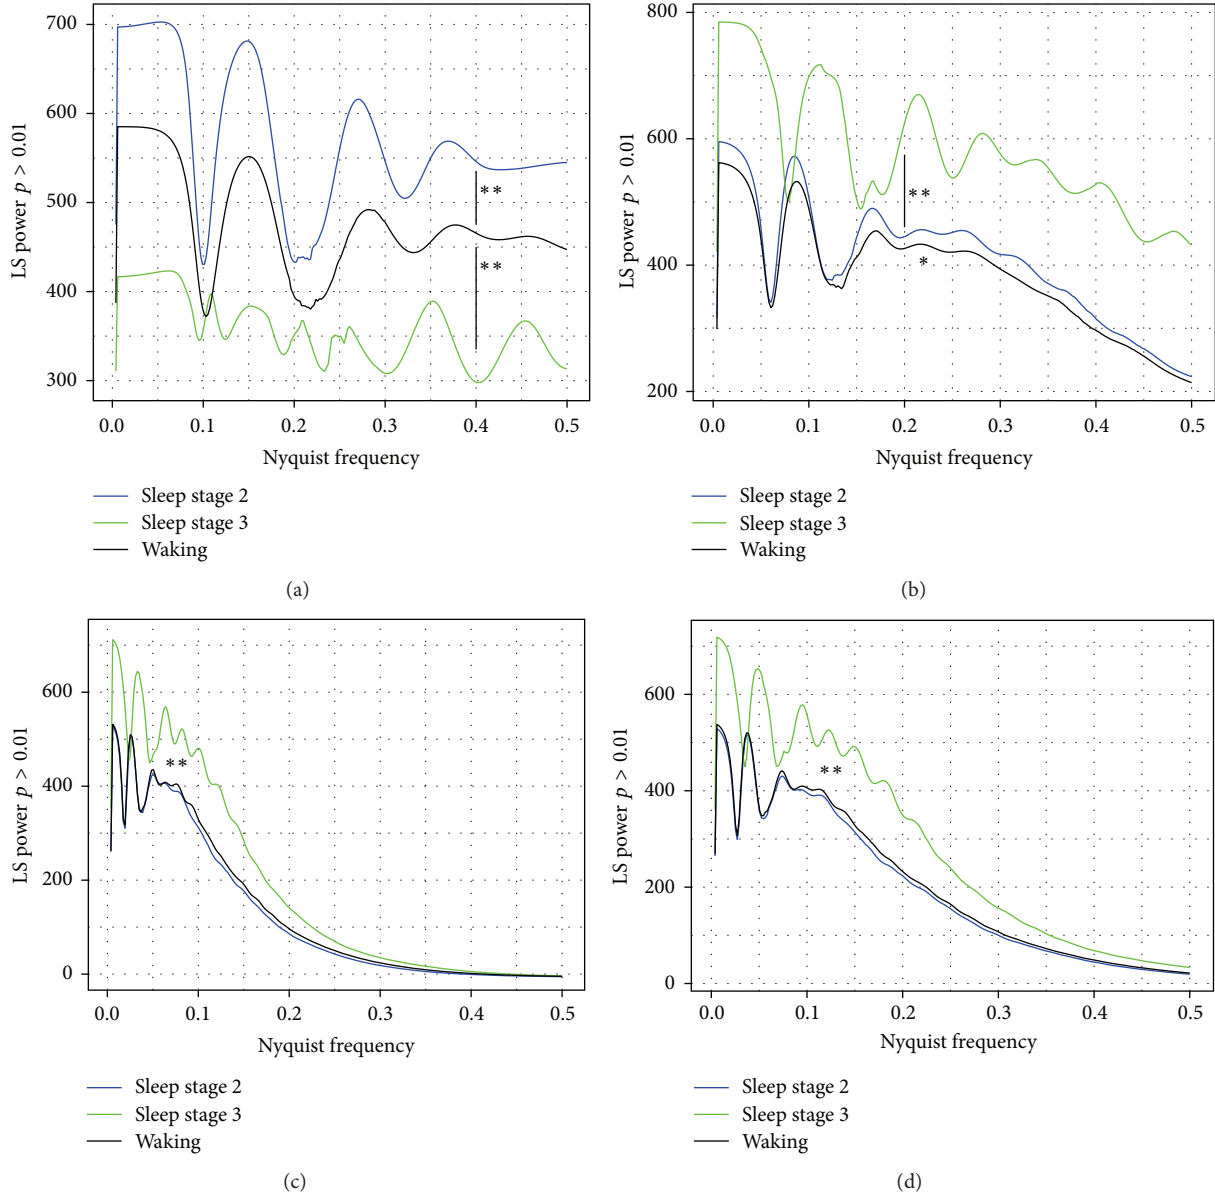 700
600
500
400
300
LS power p > 0.01
**
**
0.0 0.1 0.2 0.3 0.4 0.5
Nyquist frequency
Sleep stage 2
Sleep stage 3
Waking
(a)
800
600
400
200
LS power p > 0.01
**
*
0.0 0.1 0.2 0.3 0.4 0.5
Nyquist frequency
Sleep stage 2
Sleep stage 3
Waking
(b)
600
400
200
0
LS power p > 0.01
**
0.0 0.1 0.2 0.3 0.4 0.5
Nyquist frequency
Sleep stage 2
Sleep stage 3
Waking
(c)
600
400
200
0
LS power p > 0.01
**
0.0 0.1 0.2 0.3 0.4 0.5
Nyquist frequency
Sleep stage 2
Sleep stage 3
Waking
(d)